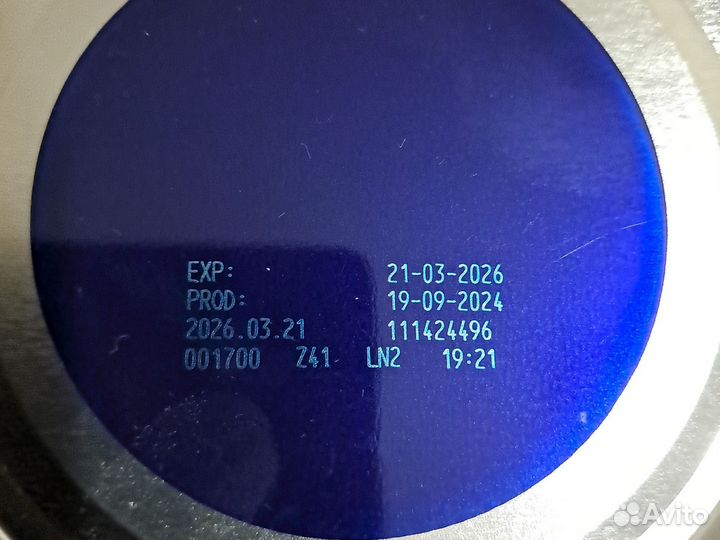 EXP: 21-03-2026
PROD: 19-09-2024
2026.03.21 111424496
001700 Z41 LN2 19:21
Avito